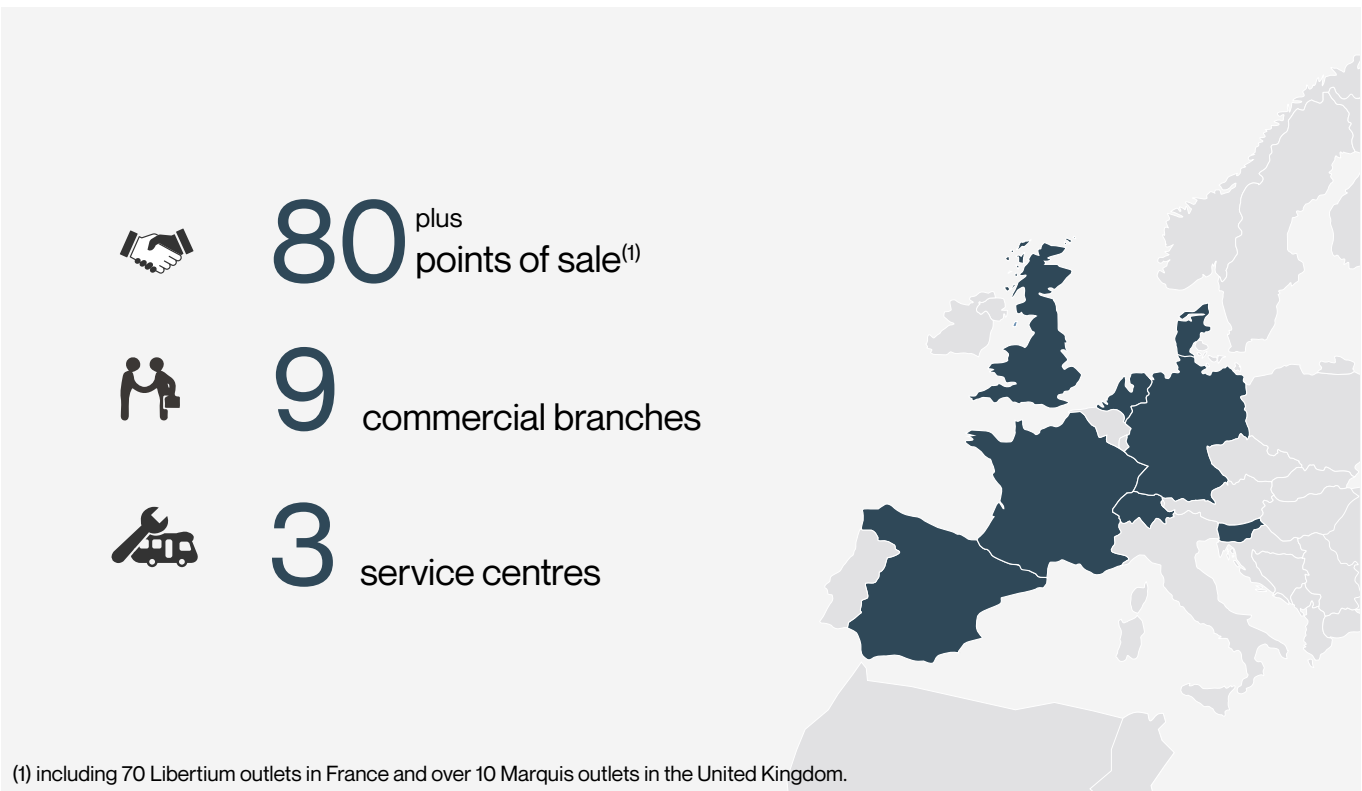 80 plus
points of sale(1)
9 commercial branches
3 service centres
(1) including 70 Libertium outlets in France and over 10 Marquis outlets in the United Kingdom.